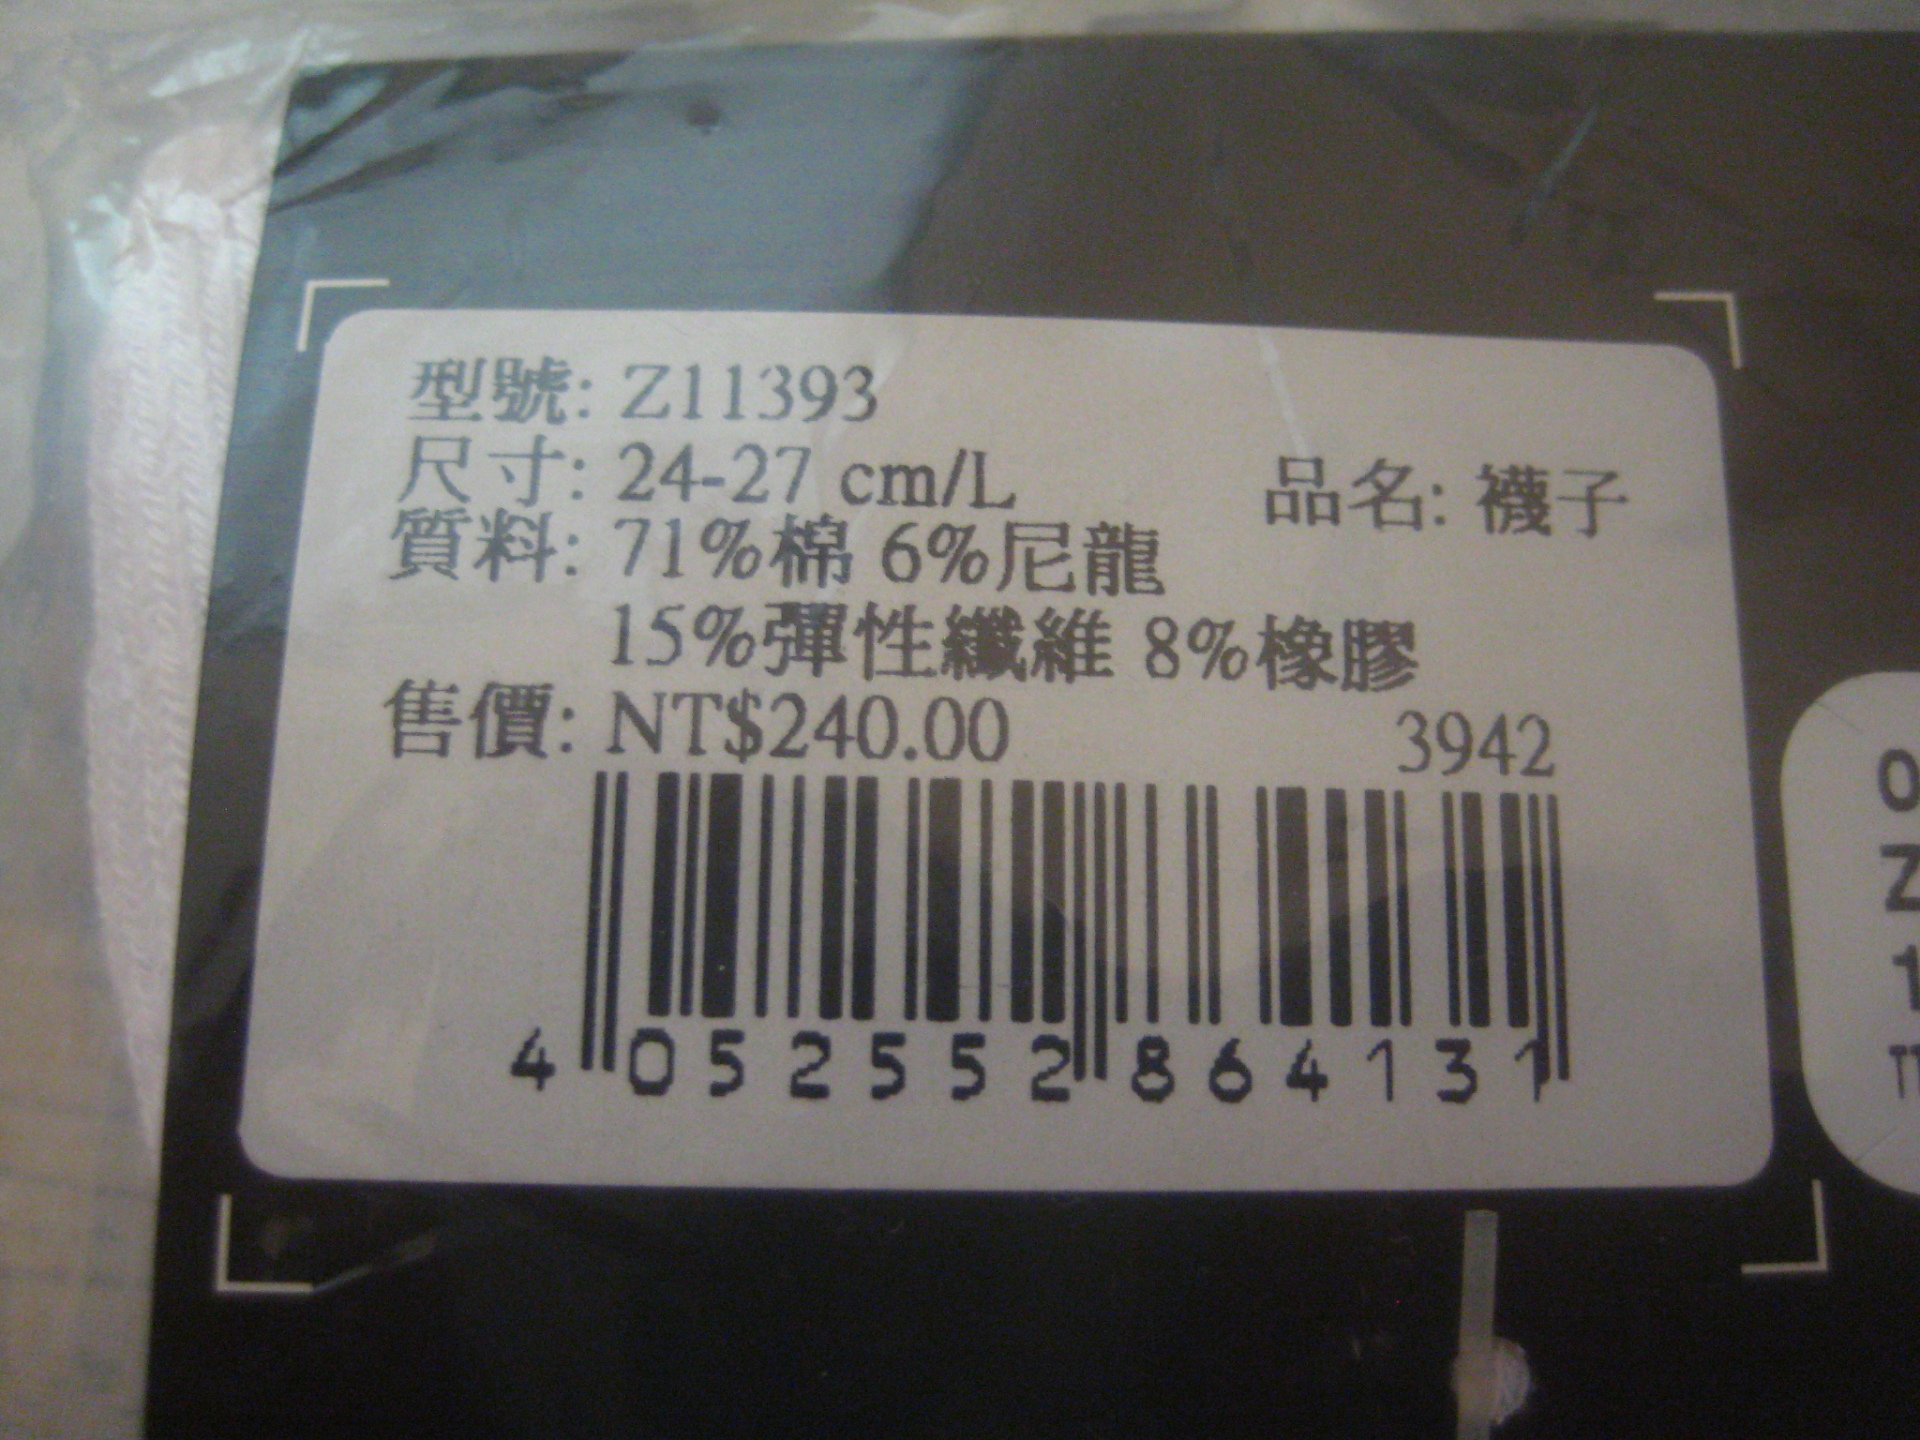 型號: Z11393
尺寸: 24-27 cm/L 品名: 襪子
質料: 71%棉 6%尼龍
15%彈性纖維 8%橡膠
售價: NT$240.00 3942
4 052552 864131